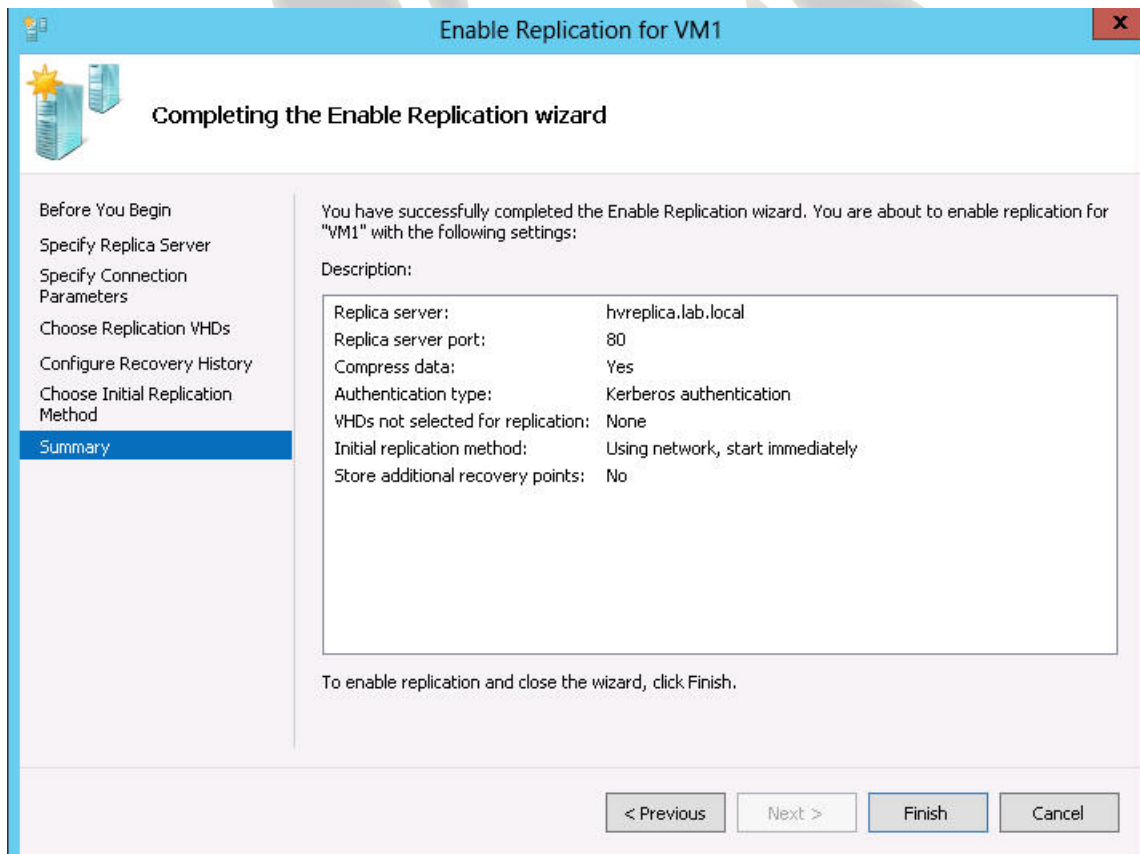 Enable Replication for VM1
x
Completing the Enable Replication wizard
Before You Begin
Specify Replica Server
Specify Connection
Parameters
Choose Replication VHDs
Configure Recovery History
Choose Initial Replication
Method
Summary
You have successfully completed the Enable Replication wizard. You are about to enable replication for
"VM1" with the following settings:
Description:
Replica server: hvreplica.lab.local
Replica server port: 80
Compress data: Yes
Authentication type: Kerberos authentication
VHDs not selected for replication: None
Initial replication method: Using network, start immediately
Store additional recovery points: No
To enable replication and close the wizard, click Finish.
< Previous Next > Finish Cancel